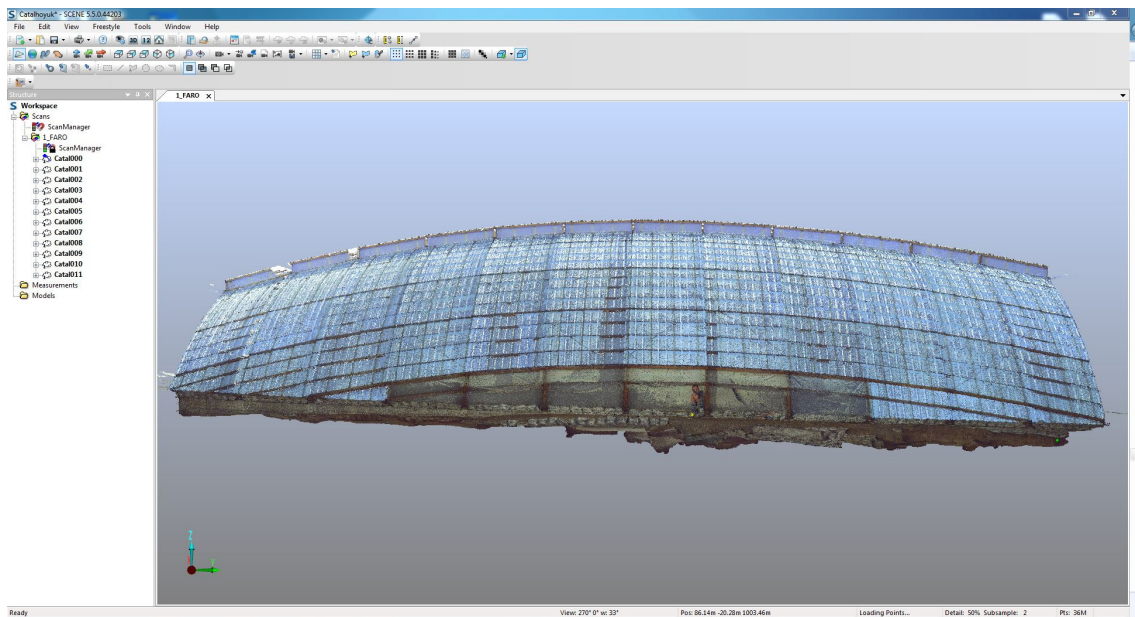 Catalhoyuk* - SCENE 5.5.0.44203
File Edit View Freestyle Tools Window Help
Structure
1_FARO x
Workspace
Scans
ScanManager
1_FARO
ScanManager
Catal000
Catal001
Catal002
Catal003
Catal004
Catal005
Catal006
Catal007
Catal008
Catal009
Catal010
Catal011
Measurements
Models
Z
Ready View: 270° 0° w: 33° Pos: 86.14m -20.28m 1003.46m Loading Points... Detail: 50% Subsample: 2 Pts: 36M